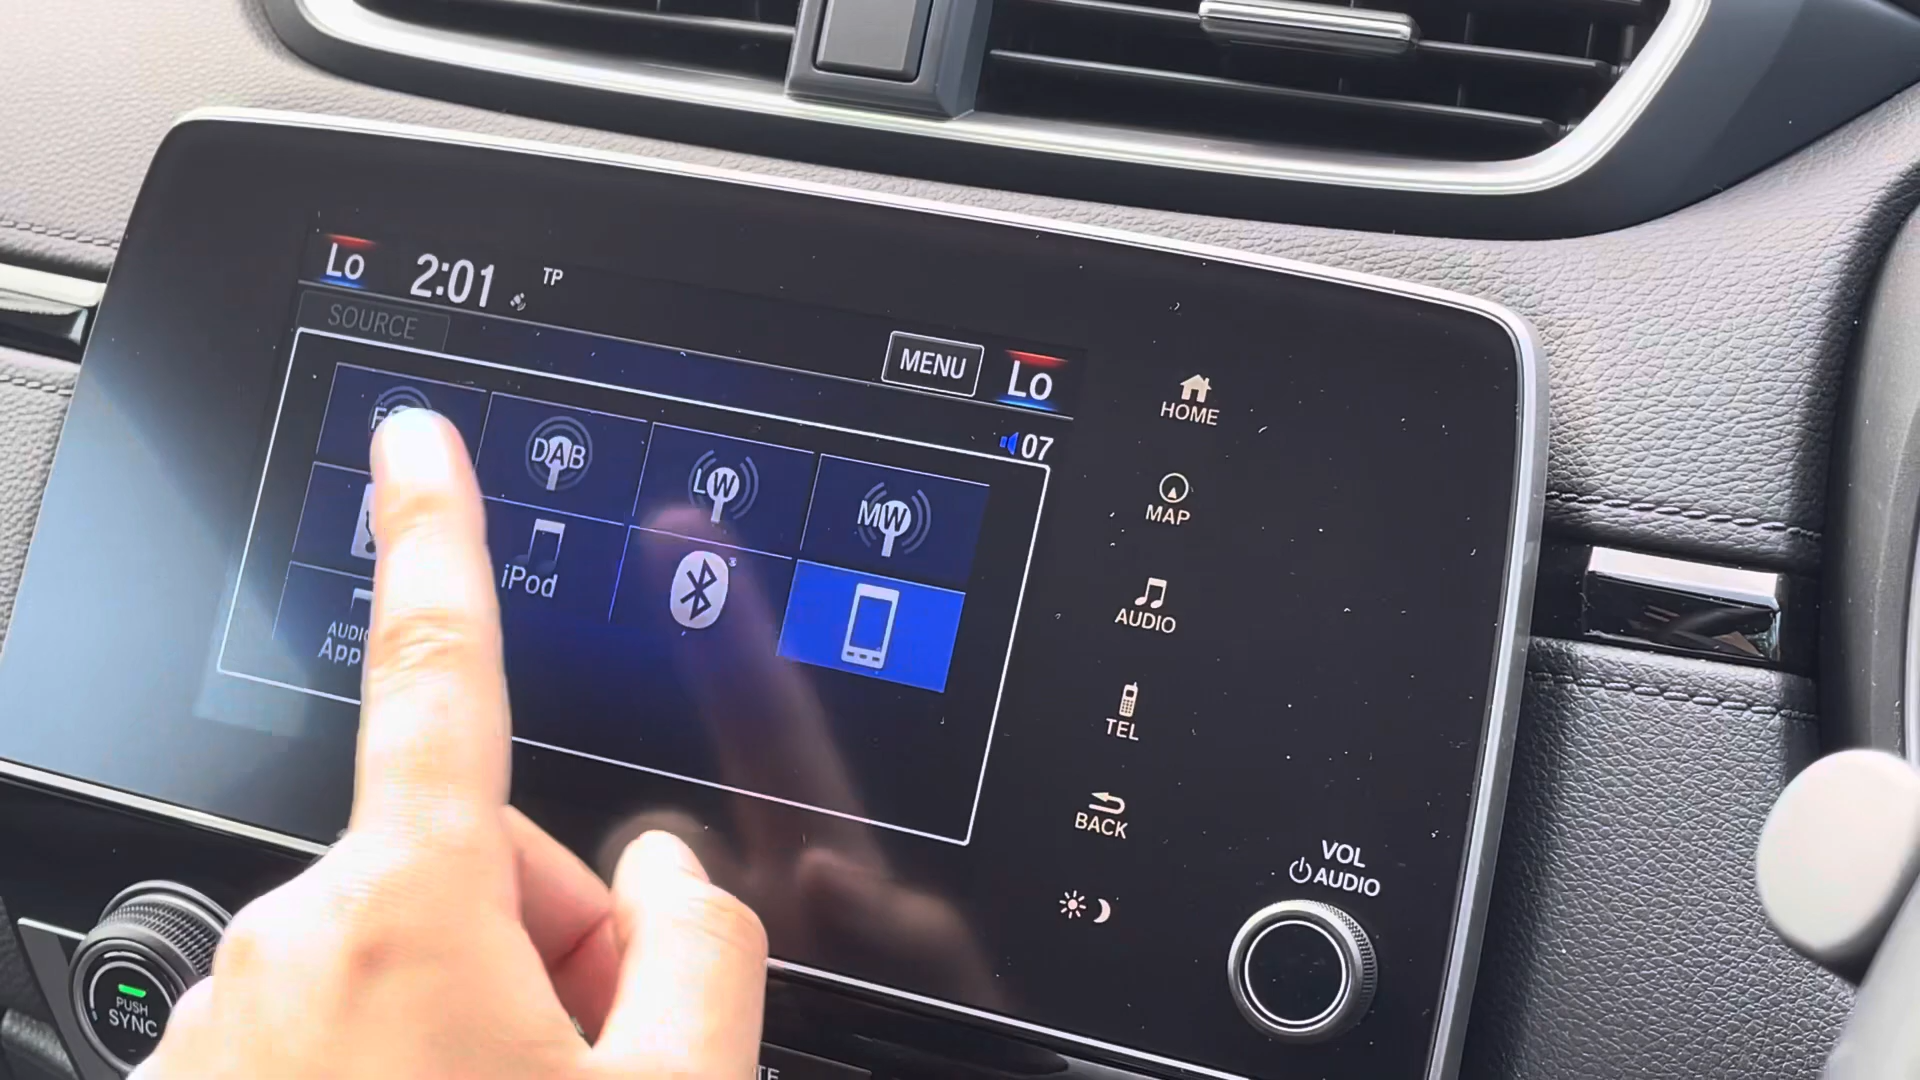 Lo 2:01 TP
SOURCE
MENU Lo
07
DAB LW MW
iPod
App
HOME
MAP
AUDIO
TEL
BACK
VOL
AUDIO
PUSH
SYNC